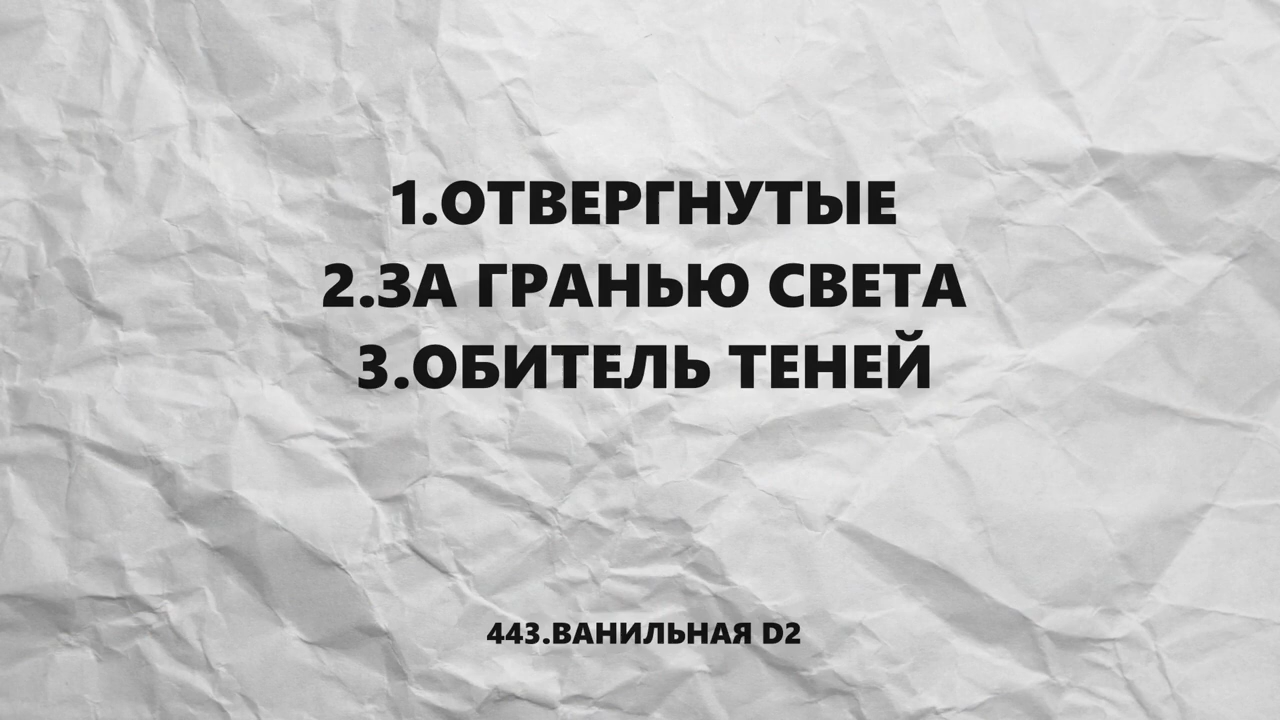 1.ОТВЕРГНУТЫЕ
2.ЗА ГРАНЬЮ СВЕТА
3.ОБИТЕЛЬ ТЕНЕЙ
443.ВАНИЛЬНАЯ D2